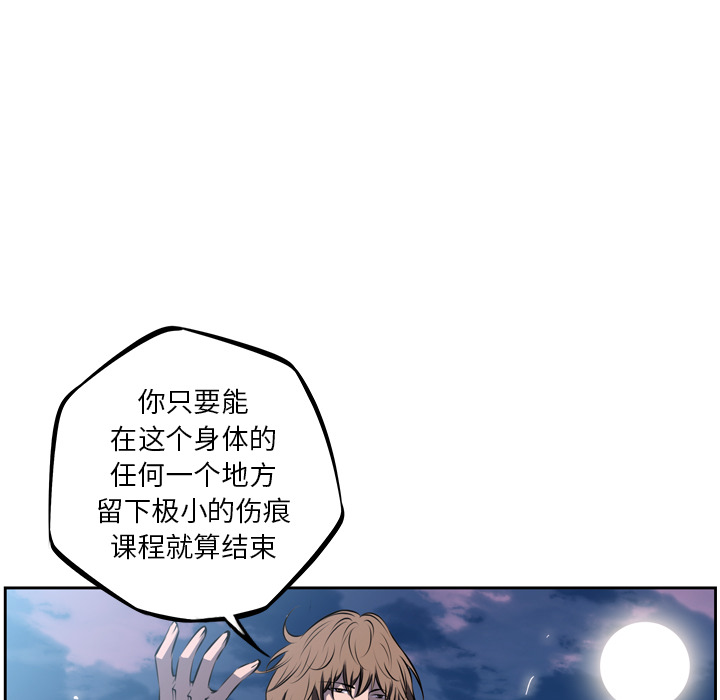 你只要能
在这个身体的
任何一个地方
留下极小的伤痕
课程就算结束